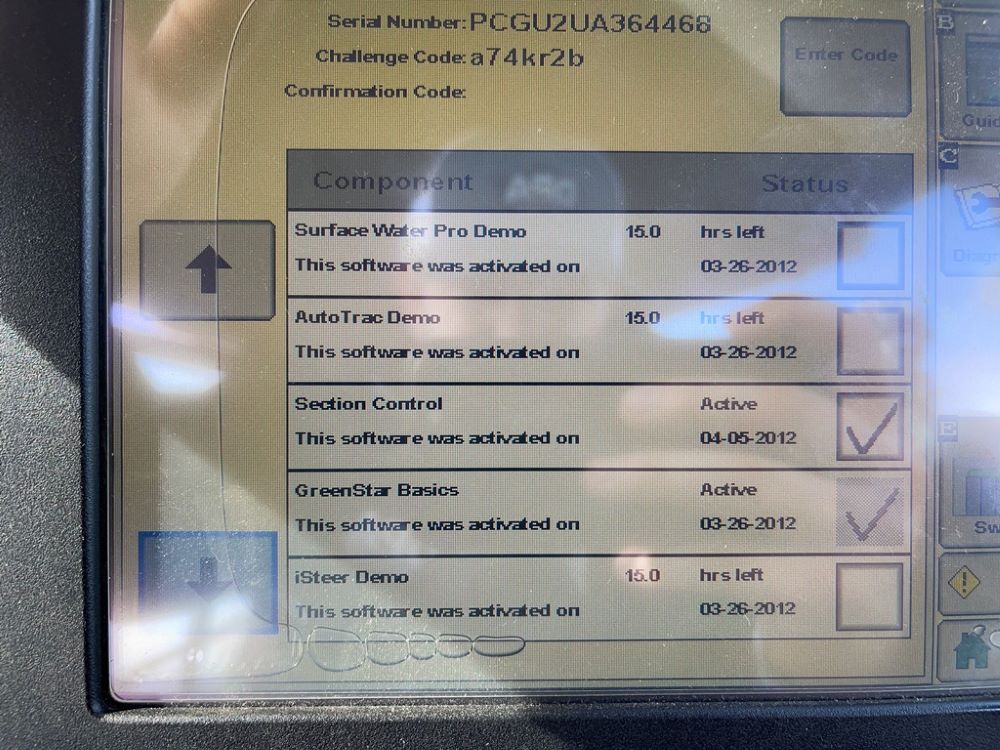 Serial Number: PCGU2UA364468
Challenge Code: a74kr2b
Enter Code
Confirmation Code:
Component Status
Surface Water Pro Demo 15.0 hrs left
This software was activated on 03-26-2012
AutoTrac Demo 15.0 hrs left
This software was activated on 03-26-2012
Section Control Active
This software was activated on 04-05-2012
GreenStar Basics Active
This software was activated on 03-26-2012
iSteer Demo 15.0 hrs left
This software was activated on 03-26-2012
B
Guid
C
Diagn
E
Sw